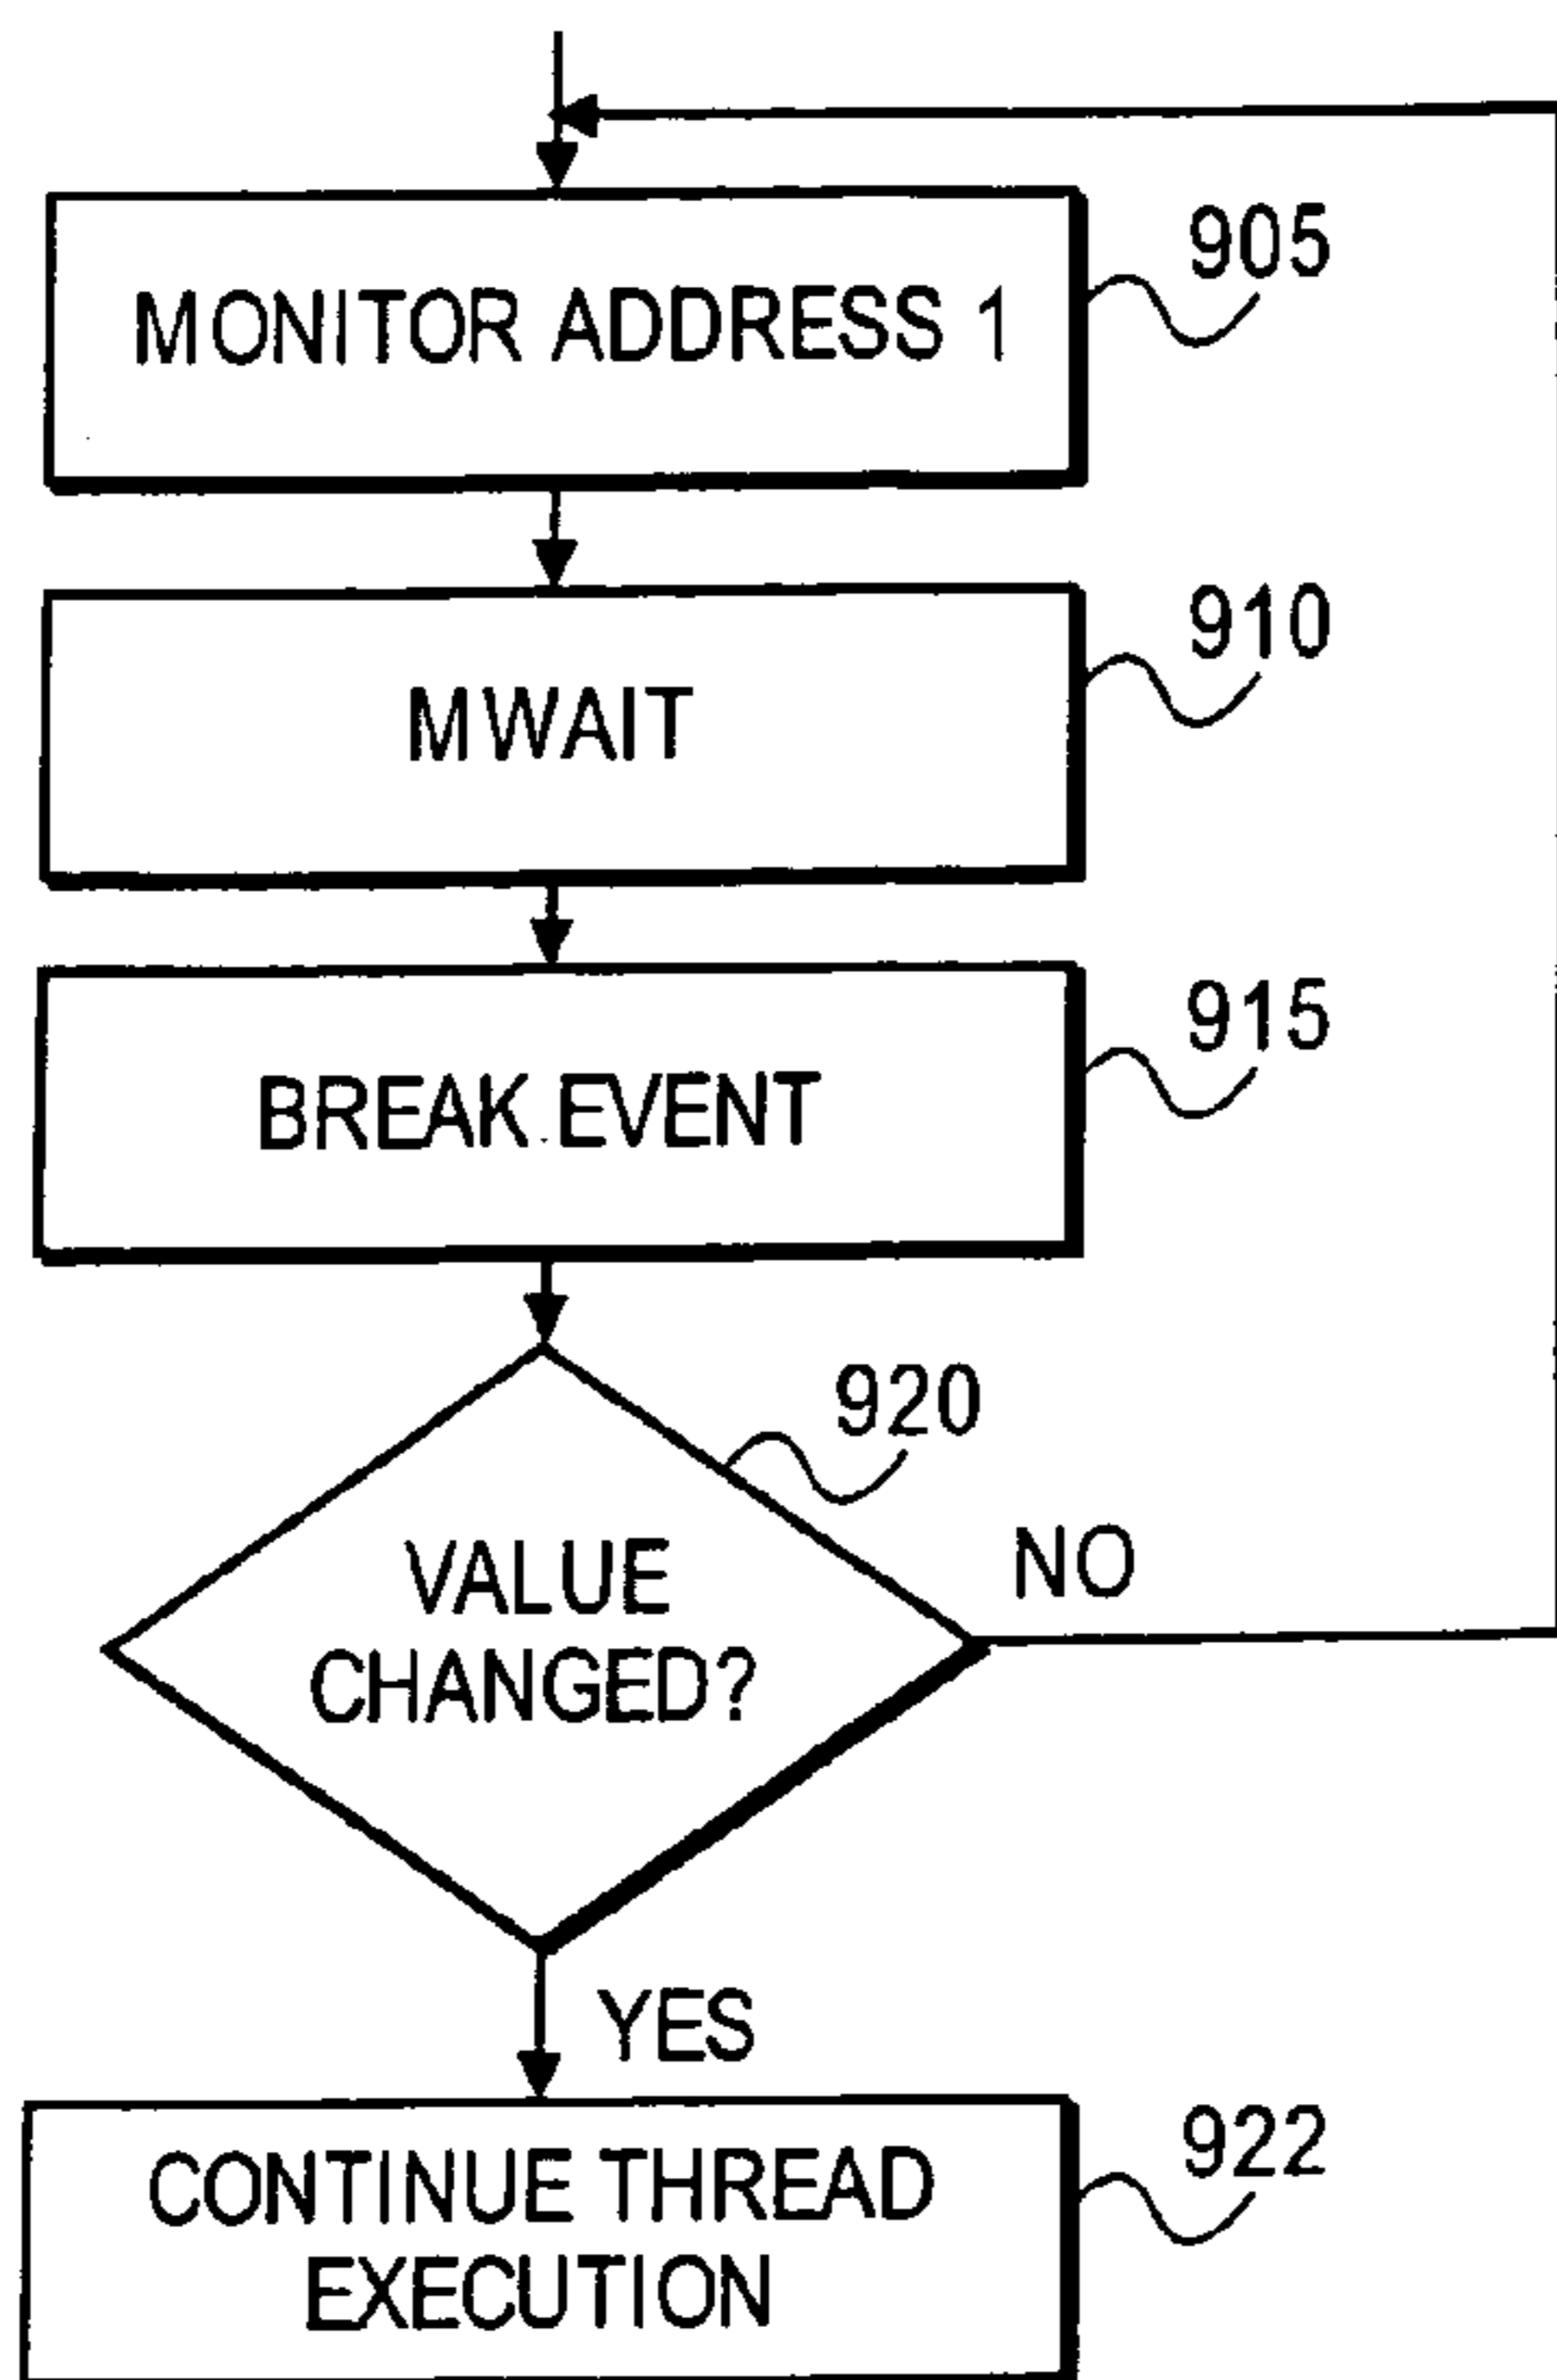 MONITOR ADDRESS 1
905
MWAIT
910
BREAK EVENT
915
920
VALUE
CHANGED?
NO
YES
CONTINUE THREAD
EXECUTION
922